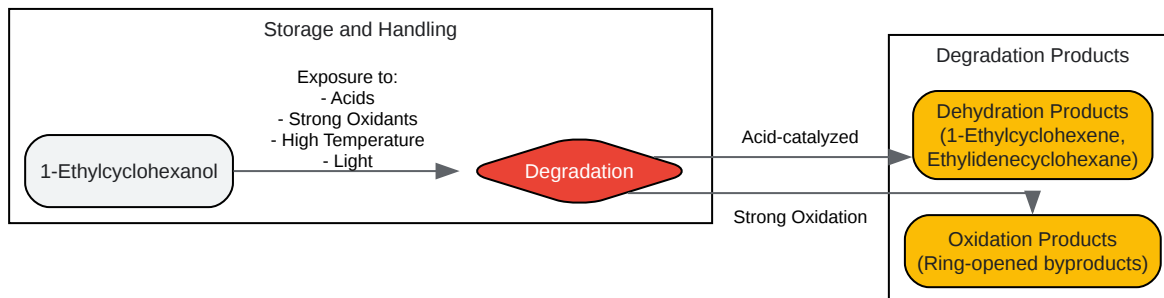 Storage and Handling
Exposure to:
- Acids
- Strong Oxidants
- High Temperature
- Light
1-Ethylcyclohexanol
Degradation
Acid-catalyzed
Strong Oxidation
Degradation Products
Dehydration Products
(1-Ethylcyclohexene,
Ethylidenecyclohexane)
Oxidation Products
(Ring-opened byproducts)